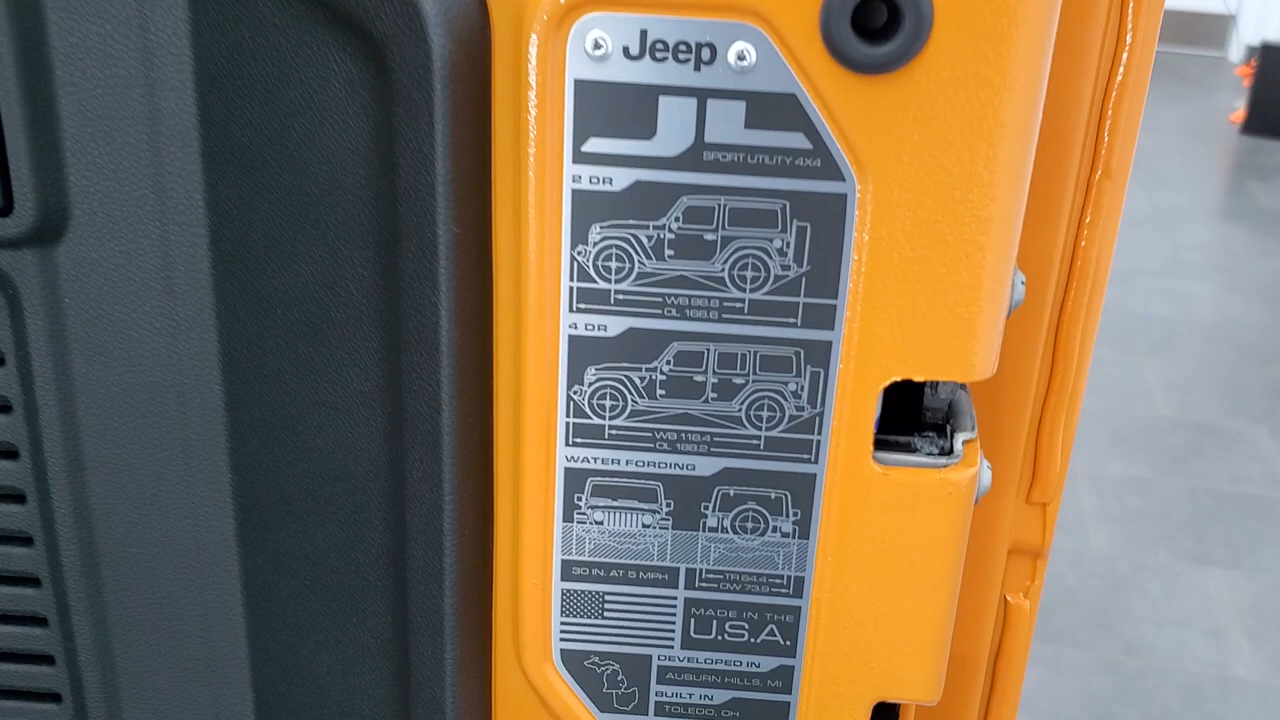 Jeep
JL
SPORT UTILITY 4X4
2 DR
WB 96.8
OL 166.6
4 DR
WB 118.4
OL 188.2
WATER FORDING
30 IN. AT 5 MPH
TR 64.4
OW 73.9
MADE IN THE
U.S.A.
DEVELOPED IN
AUBURN HILLS, MI
BUILT IN
TOLEDO, OH